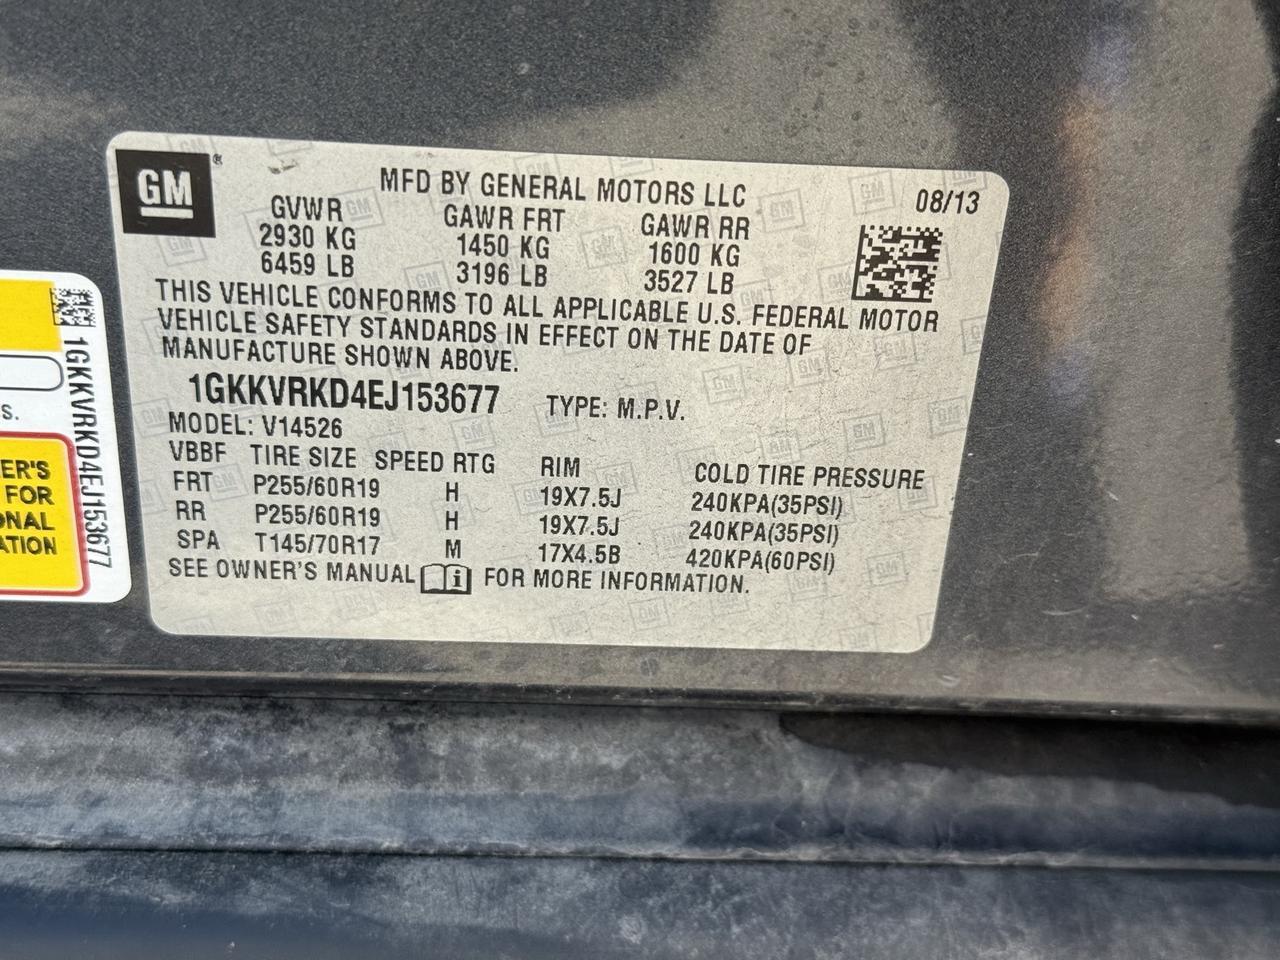 GM
®
MFD BY GENERAL MOTORS LLC
08/13
GVWR GAWR FRT GAWR RR
2930 KG 1450 KG 1600 KG
6459 LB 3196 LB 3527 LB
THIS VEHICLE CONFORMS TO ALL APPLICABLE U.S. FEDERAL MOTOR
VEHICLE SAFETY STANDARDS IN EFFECT ON THE DATE OF
MANUFACTURE SHOWN ABOVE.
1GKKVRKD4EJ153677 TYPE: M.P.V.
MODEL: V14526
VBBF TIRE SIZE SPEED RTG RIM COLD TIRE PRESSURE
FRT P255/60R19 H 19X7.5J 240KPA(35PSI)
RR P255/60R19 H 19X7.5J 240KPA(35PSI)
SPA T145/70R17 M 17X4.5B 420KPA(60PSI)
SEE OWNER'S MANUAL i FOR MORE INFORMATION.
1GKKVRKD4EJ153677
S.
ER'S
FOR
ONAL
ATION